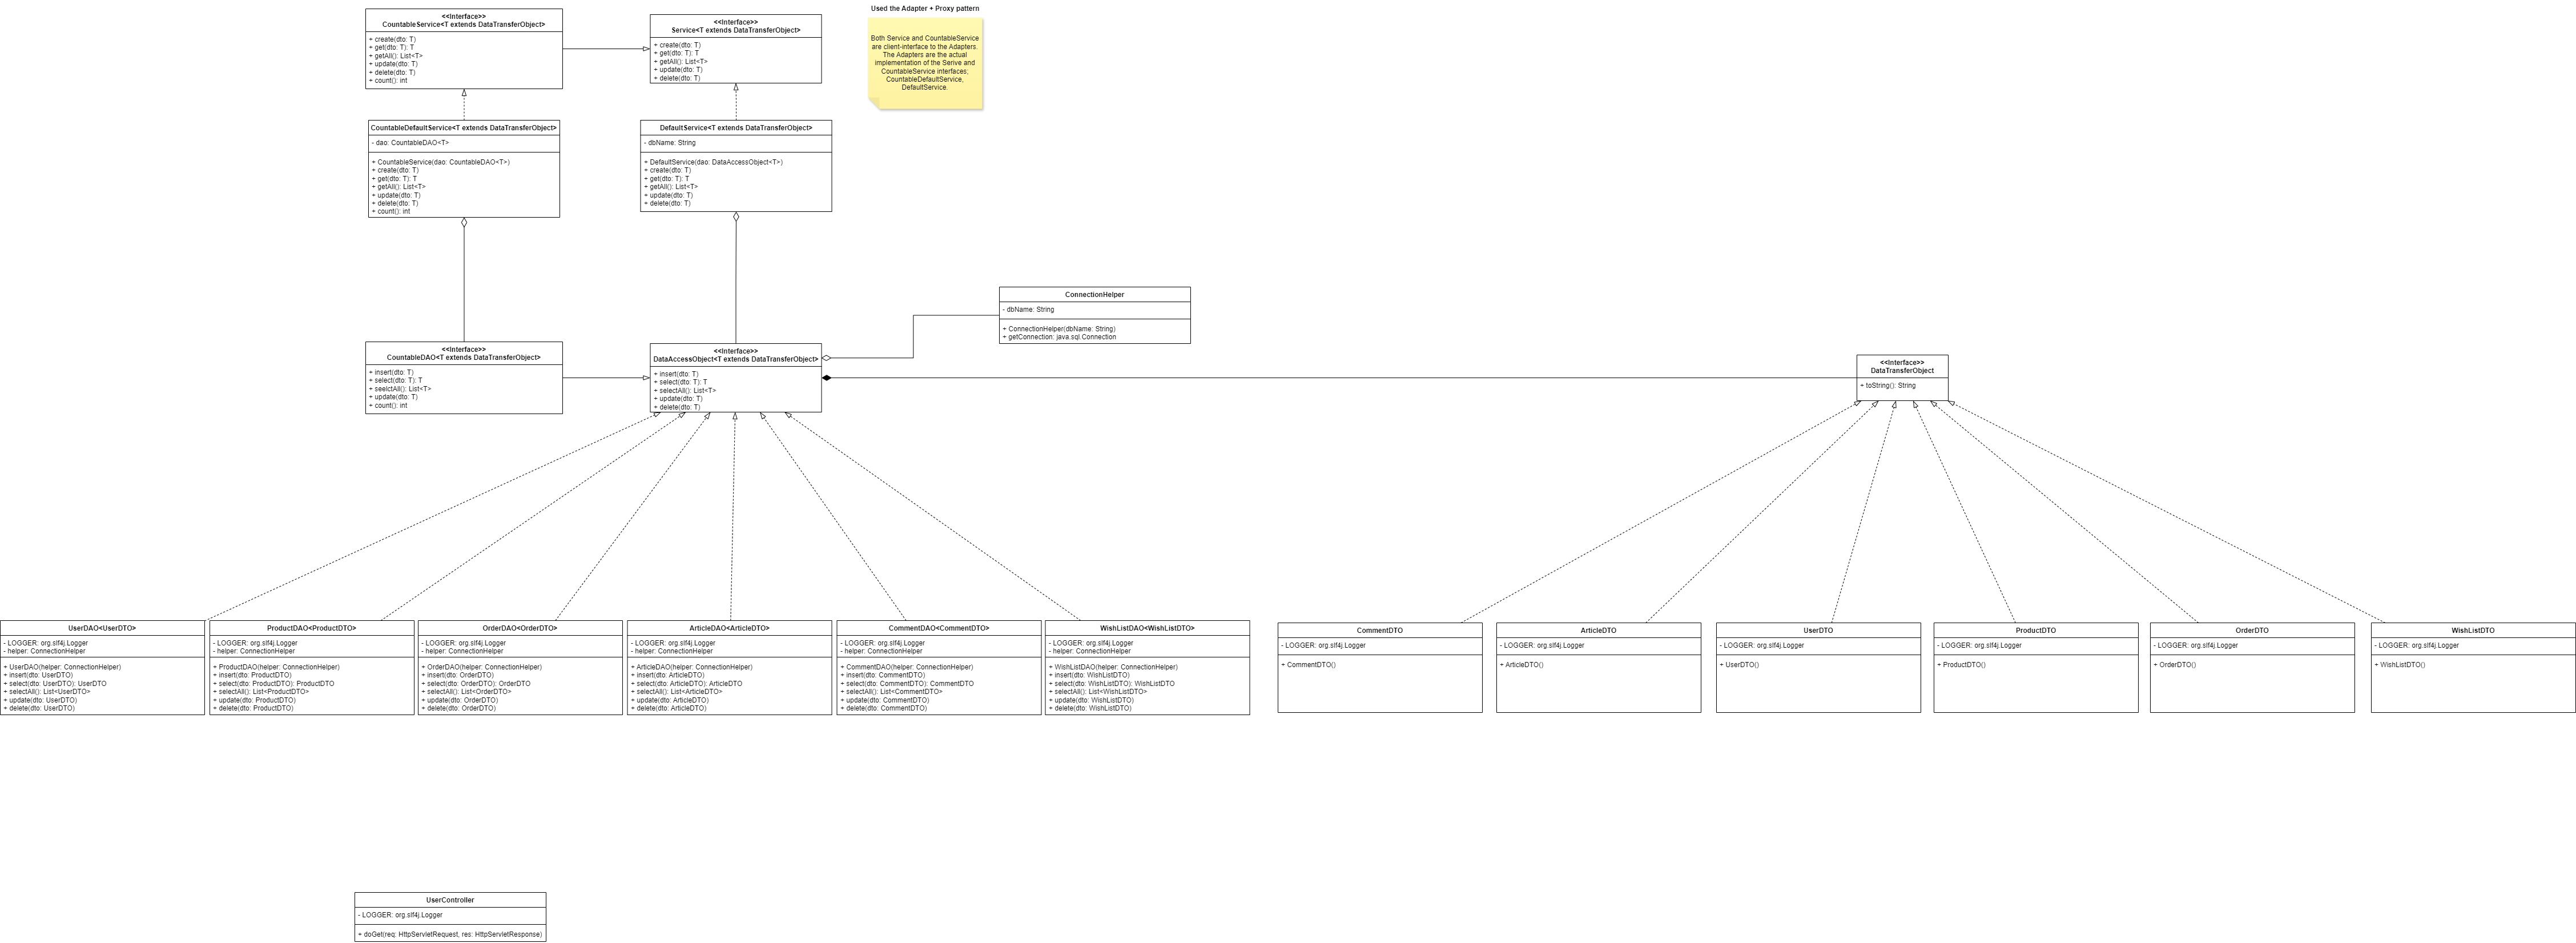 <<Interface>>
CountableService<T extends DataTransferObject>
+ create(dto: T)
+ get(dto: T): T
+ getAll(): List<T>
+ update(dto: T)
+ delete(dto: T)
+ count(): int
<<Interface>>
Service<T extends DataTransferObject>
+ create(dto: T)
+ get(dto: T): T
+ getAll(): List<T>
+ update(dto: T)
+ delete(dto: T)
Used the Adapter + Proxy pattern
Both Service and CountableService
are client-interface to the Adapters.
The Adapters are the actual
implementation of the Serive and
CountableService interfaces;
CountableDefaultService,
DefaultService.
CountableDefaultService<T extends DataTransferObject>
- dao: CountableDAO<T>
+ CountableService(dao: CountableDAO<T>)
+ create(dto: T)
+ get(dto: T): T
+ getAll(): List<T>
+ update(dto: T)
+ delete(dto: T)
+ count(): int
DefaultService<T extends DataTransferObject>
- dbName: String
+ DefaultService(dao: DataAccessObject<T>)
+ create(dto: T)
+ get(dto: T): T
+ getAll(): List<T>
+ update(dto: T)
+ delete(dto: T)
ConnectionHelper
- dbName: String
+ ConnectionHelper(dbName: String)
+ getConnection: java.sql.Connection
<<Interface>>
CountableDAO<T extends DataTransferObject>
+ insert(dto: T)
+ select(dto: T): T
+ seelctAll(): List<T>
+ update(dto: T)
+ count(): int
<<Interface>>
DataAccessObject<T extends DataTransferObject>
+ insert(dto: T)
+ select(dto: T): T
+ selectAll(): List<T>
+ update(dto: T)
+ delete(dto: T)
<<Interface>>
DataTransferObject
+ toString(): String
UserDAO<UserDTO>
- LOGGER: org.slf4j.Logger
- helper: ConnectionHelper
+ UserDAO(helper: ConnectionHelper)
+ insert(dto: UserDTO)
+ select(dto: UserDTO): UserDTO
+ selectAll(): List<UserDTO>
+ update(dto: UserDTO)
+ delete(dto: UserDTO)
ProductDAO<ProductDTO>
- LOGGER: org.slf4j.Logger
- helper: ConnectionHelper
+ ProductDAO(helper: ConnectionHelper)
+ insert(dto: ProductDTO)
+ select(dto: ProductDTO): ProductDTO
+ selectAll(): List<ProductDTO>
+ update(dto: ProductDTO)
+ delete(dto: ProductDTO)
OrderDAO<OrderDTO>
- LOGGER: org.slf4j.Logger
- helper: ConnectionHelper
+ OrderDAO(helper: ConnectionHelper)
+ insert(dto: OrderDTO)
+ select(dto: OrderDTO): OrderDTO
+ selectAll(): List<OrderDTO>
+ update(dto: OrderDTO)
+ delete(dto: OrderDTO)
ArticleDAO<ArticleDTO>
- LOGGER: org.slf4j.Logger
- helper: ConnectionHelper
+ ArticleDAO(helper: ConnectionHelper)
+ insert(dto: ArticleDTO)
+ select(dto: ArticleDTO): ArticleDTO
+ selectAll(): List<ArticleDTO>
+ update(dto: ArticleDTO)
+ delete(dto: ArticleDTO)
CommentDAO<CommentDTO>
- LOGGER: org.slf4j.Logger
- helper: ConnectionHelper
+ CommentDAO(helper: ConnectionHelper)
+ insert(dto: CommentDTO)
+ select(dto: CommentDTO): CommentDTO
+ selectAll(): List<CommentDTO>
+ update(dto: CommentDTO)
+ delete(dto: CommentDTO)
WishListDAO<WishListDTO>
- LOGGER: org.slf4j.Logger
- helper: ConnectionHelper
+ WishListDAO(helper: ConnectionHelper)
+ insert(dto: WishListDTO)
+ select(dto: WishListDTO): WishListDTO
+ selectAll(): List<WishListDTO>
+ update(dto: WishListDTO)
+ delete(dto: WishListDTO)
CommentDTO
- LOGGER: org.slf4j.Logger
+ CommentDTO()
ArticleDTO
- LOGGER: org.slf4j.Logger
+ ArticleDTO()
UserDTO
- LOGGER: org.slf4j.Logger
+ UserDTO()
ProductDTO
- LOGGER: org.slf4j.Logger
+ ProductDTO()
OrderDTO
- LOGGER: org.slf4j.Logger
+ OrderDTO()
WishListDTO
- LOGGER: org.slf4j.Logger
+ WishListDTO()
UserController
- LOGGER: org.slf4j.Logger
+ doGet(req: HttpServletRequest, res: HttpServletResponse)